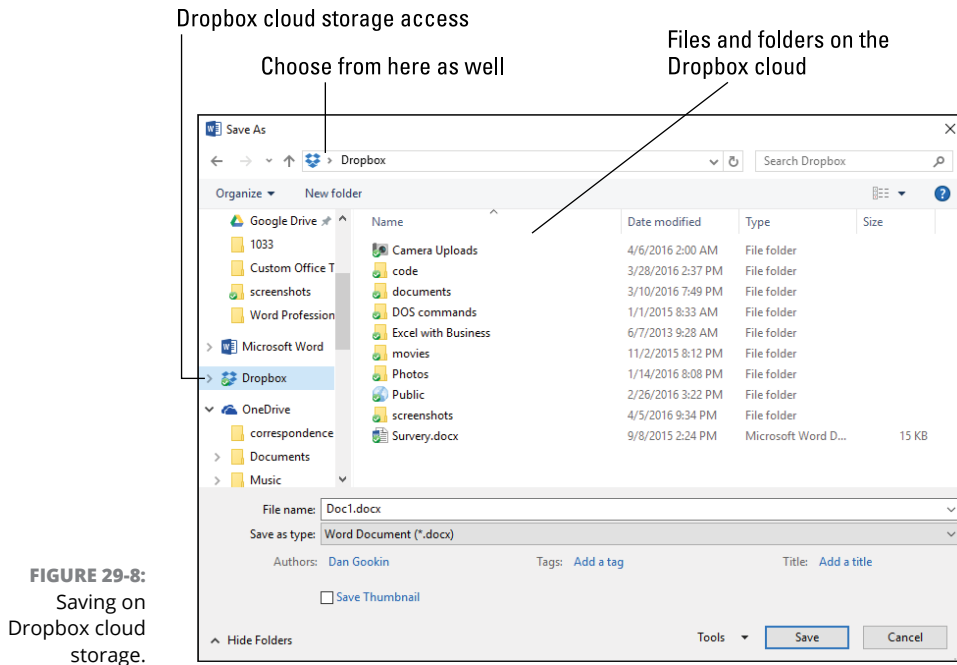 Dropbox cloud storage access
Choose from here as well
Files and folders on the
Dropbox cloud
Save As
Dropbox
Search Dropbox
Organize
New folder
Google Drive
1033
Custom Office T
screenshots
Word Profession
Microsoft Word
Dropbox
OneDrive
correspondence
Documents
Music
Name Date modified Type Size
Camera Uploads 4/6/2016 2:00 AM File folder
code 3/28/2016 2:37 PM File folder
documents 3/10/2016 7:49 PM File folder
DOS commands 1/1/2015 8:33 AM File folder
Excel with Business 6/7/2013 9:28 AM File folder
movies 11/2/2015 8:12 PM File folder
Photos 1/14/2016 8:08 PM File folder
Public 2/26/2016 3:22 PM File folder
screenshots 4/5/2016 9:34 PM File folder
Survery.docx 9/8/2015 2:24 PM Microsoft Word D... 15 KB
File name: Doc1.docx
Save as type: Word Document (*.docx)
Authors: Dan Gookin Tags: Add a tag Title: Add a title
Save Thumbnail
Hide Folders Tools Save Cancel
FIGURE 29-8:
Saving on
Dropbox cloud
storage.